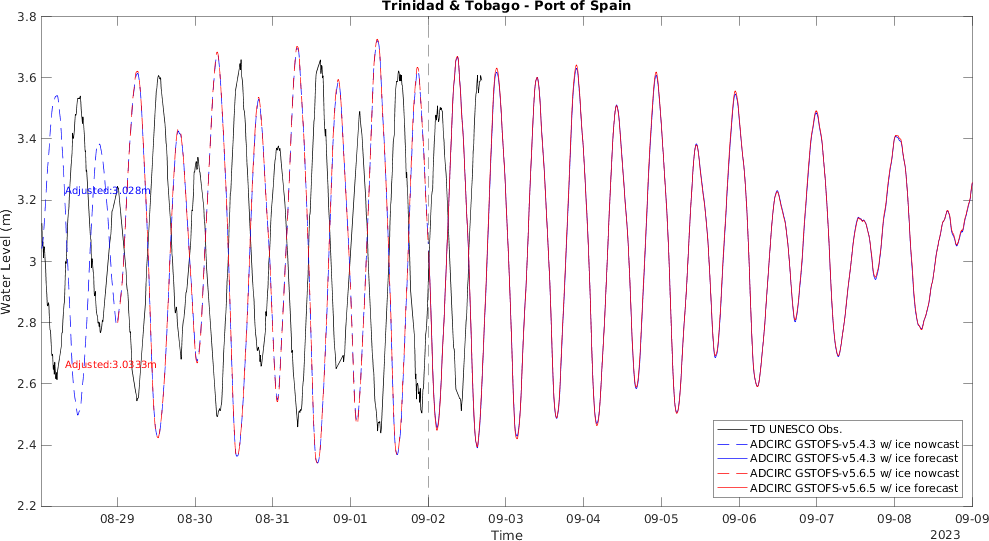 Trinidad & Tobago - Port of Spain
3.8
3.6
3.4
3.2
3
2.8
2.6
2.4
2.2
Water Level (m)
Adjusted:3.028m
Adjusted:3.0333m
TD UNESCO Obs.
ADCIRC GSTOFS-v5.4.3 w/ ice nowcast
ADCIRC GSTOFS-v5.4.3 w/ ice forecast
ADCIRC GSTOFS-v5.6.5 w/ ice nowcast
ADCIRC GSTOFS-v5.6.5 w/ ice forecast
08-29 08-30 08-31 09-01 09-02 09-03 09-04 09-05 09-06 09-07 09-08 09-09
Time
2023